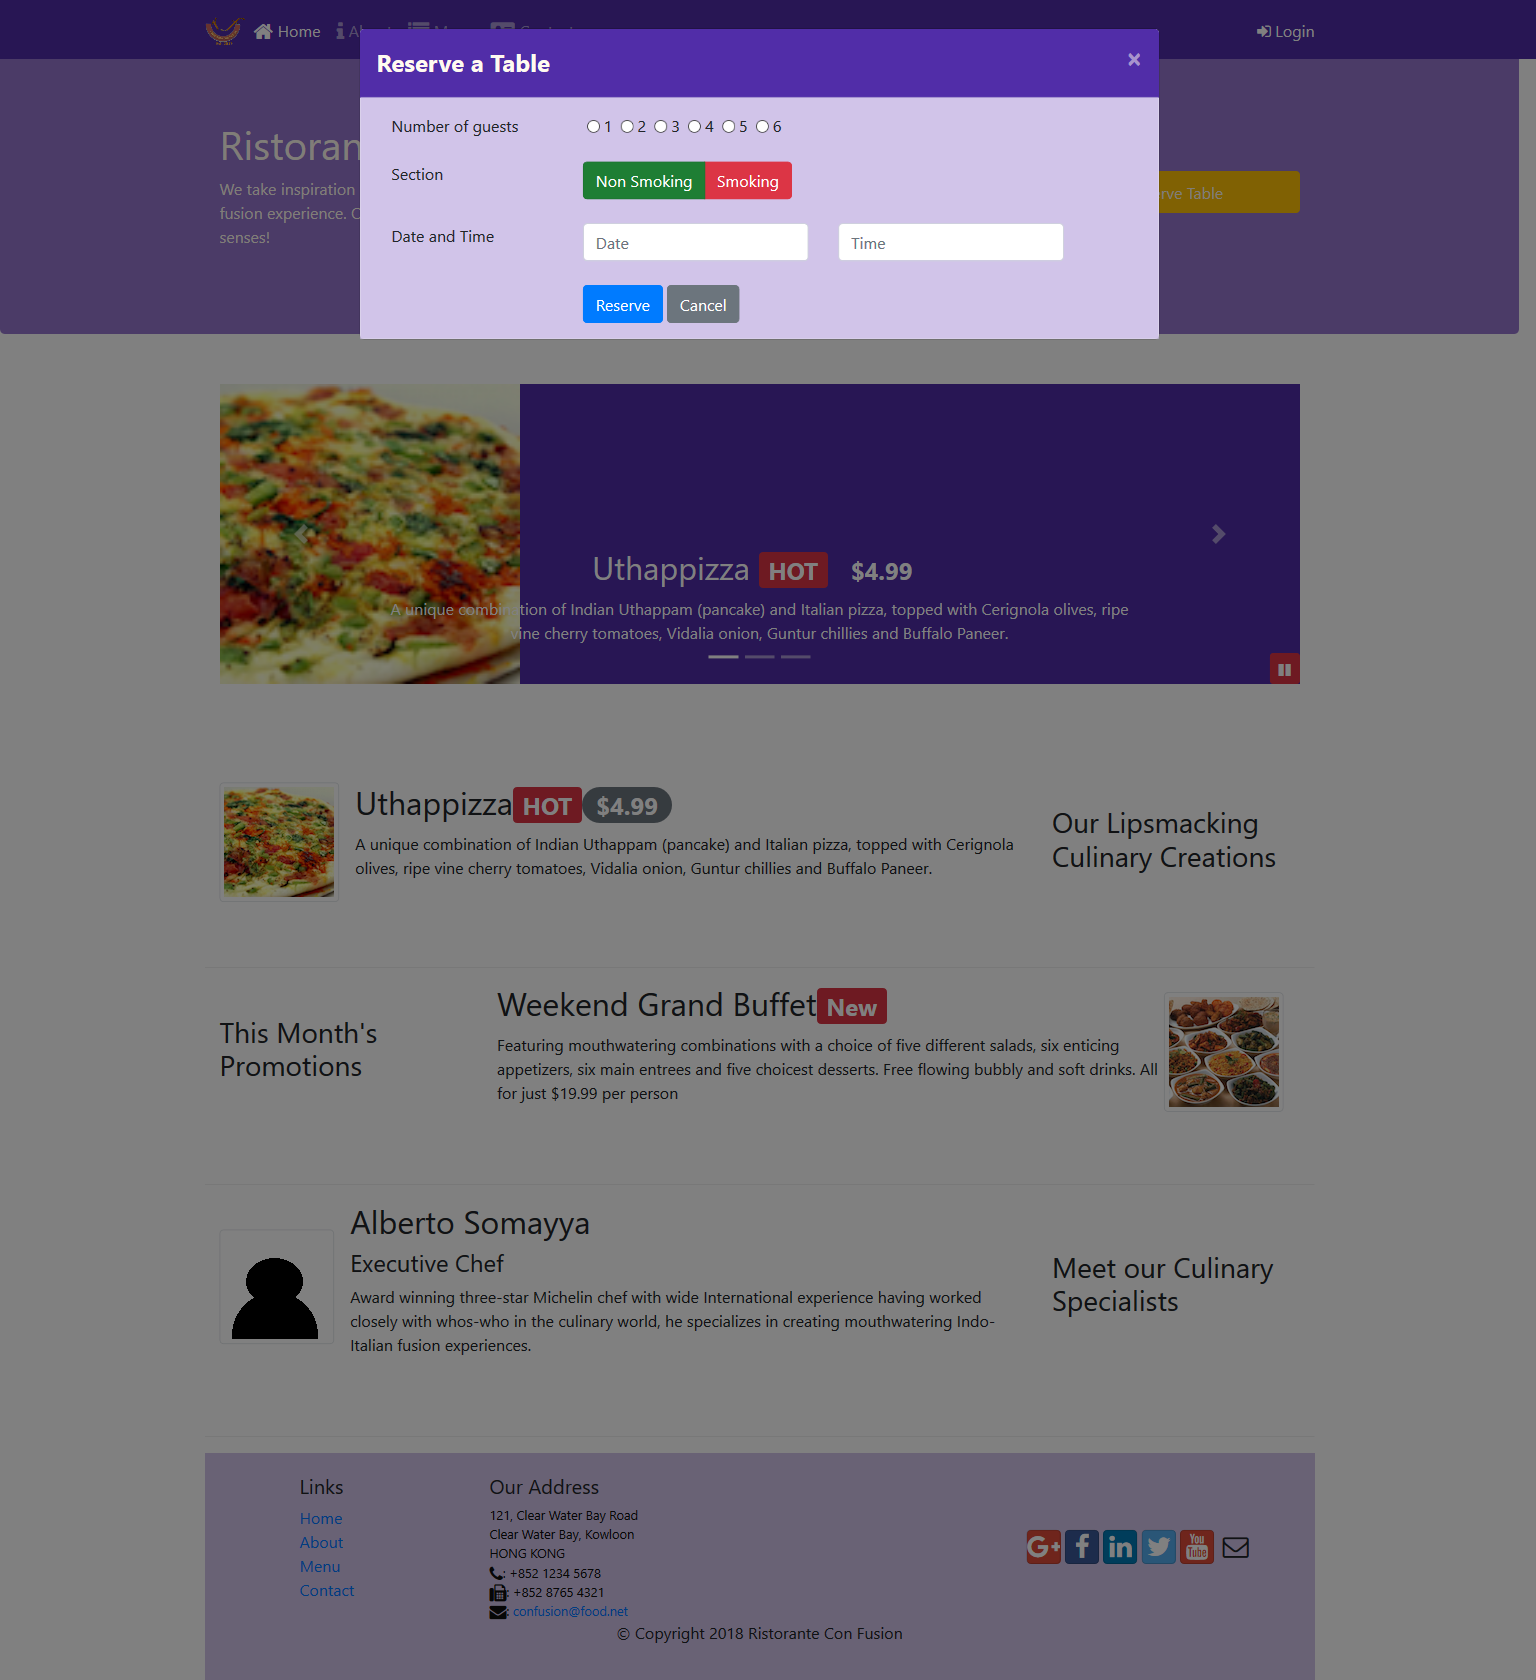 Home
Login
Reserve a Table
×
Number of guests
1 2 3 4 5 6
Section
Non Smoking Smoking
Date and Time
Date Time
Reserve Cancel
We take inspiration
fusion experience.
senses!
Table
Uthappizza HOT $4.99
A unique combination of Indian Uthappam (pancake) and Italian pizza, topped with Cerignola olives, ripe
vine cherry tomatoes, Vidalia onion, Guntur chillies and Buffalo Paneer.
Uthappizza HOT $4.99
A unique combination of Indian Uthappam (pancake) and Italian pizza, topped with Cerignola
olives, ripe vine cherry tomatoes, Vidalia onion, Guntur chillies and Buffalo Paneer.
Our Lipsmacking
Culinary Creations
This Month's
Promotions
Weekend Grand Buffet New
Featuring mouthwatering combinations with a choice of five different salads, six enticing
appetizers, six main entrees and five choicest desserts. Free flowing bubbly and soft drinks. All
for just $19.99 per person
Alberto Somayya
Executive Chef
Award winning three-star Michelin chef with wide International experience having worked
closely with whos-who in the culinary world, he specializes in creating mouthwatering Indo-
Italian fusion experiences.
Meet our Culinary
Specialists
Links
Home
About
Menu
Contact
Our Address
121, Clear Water Bay Road
Clear Water Bay, Kowloon
HONG KONG
: +852 1234 5678
: +852 8765 4321
: confusion@food.net
G+ f in You Tube
© Copyright 2018 Ristorante Con Fusion